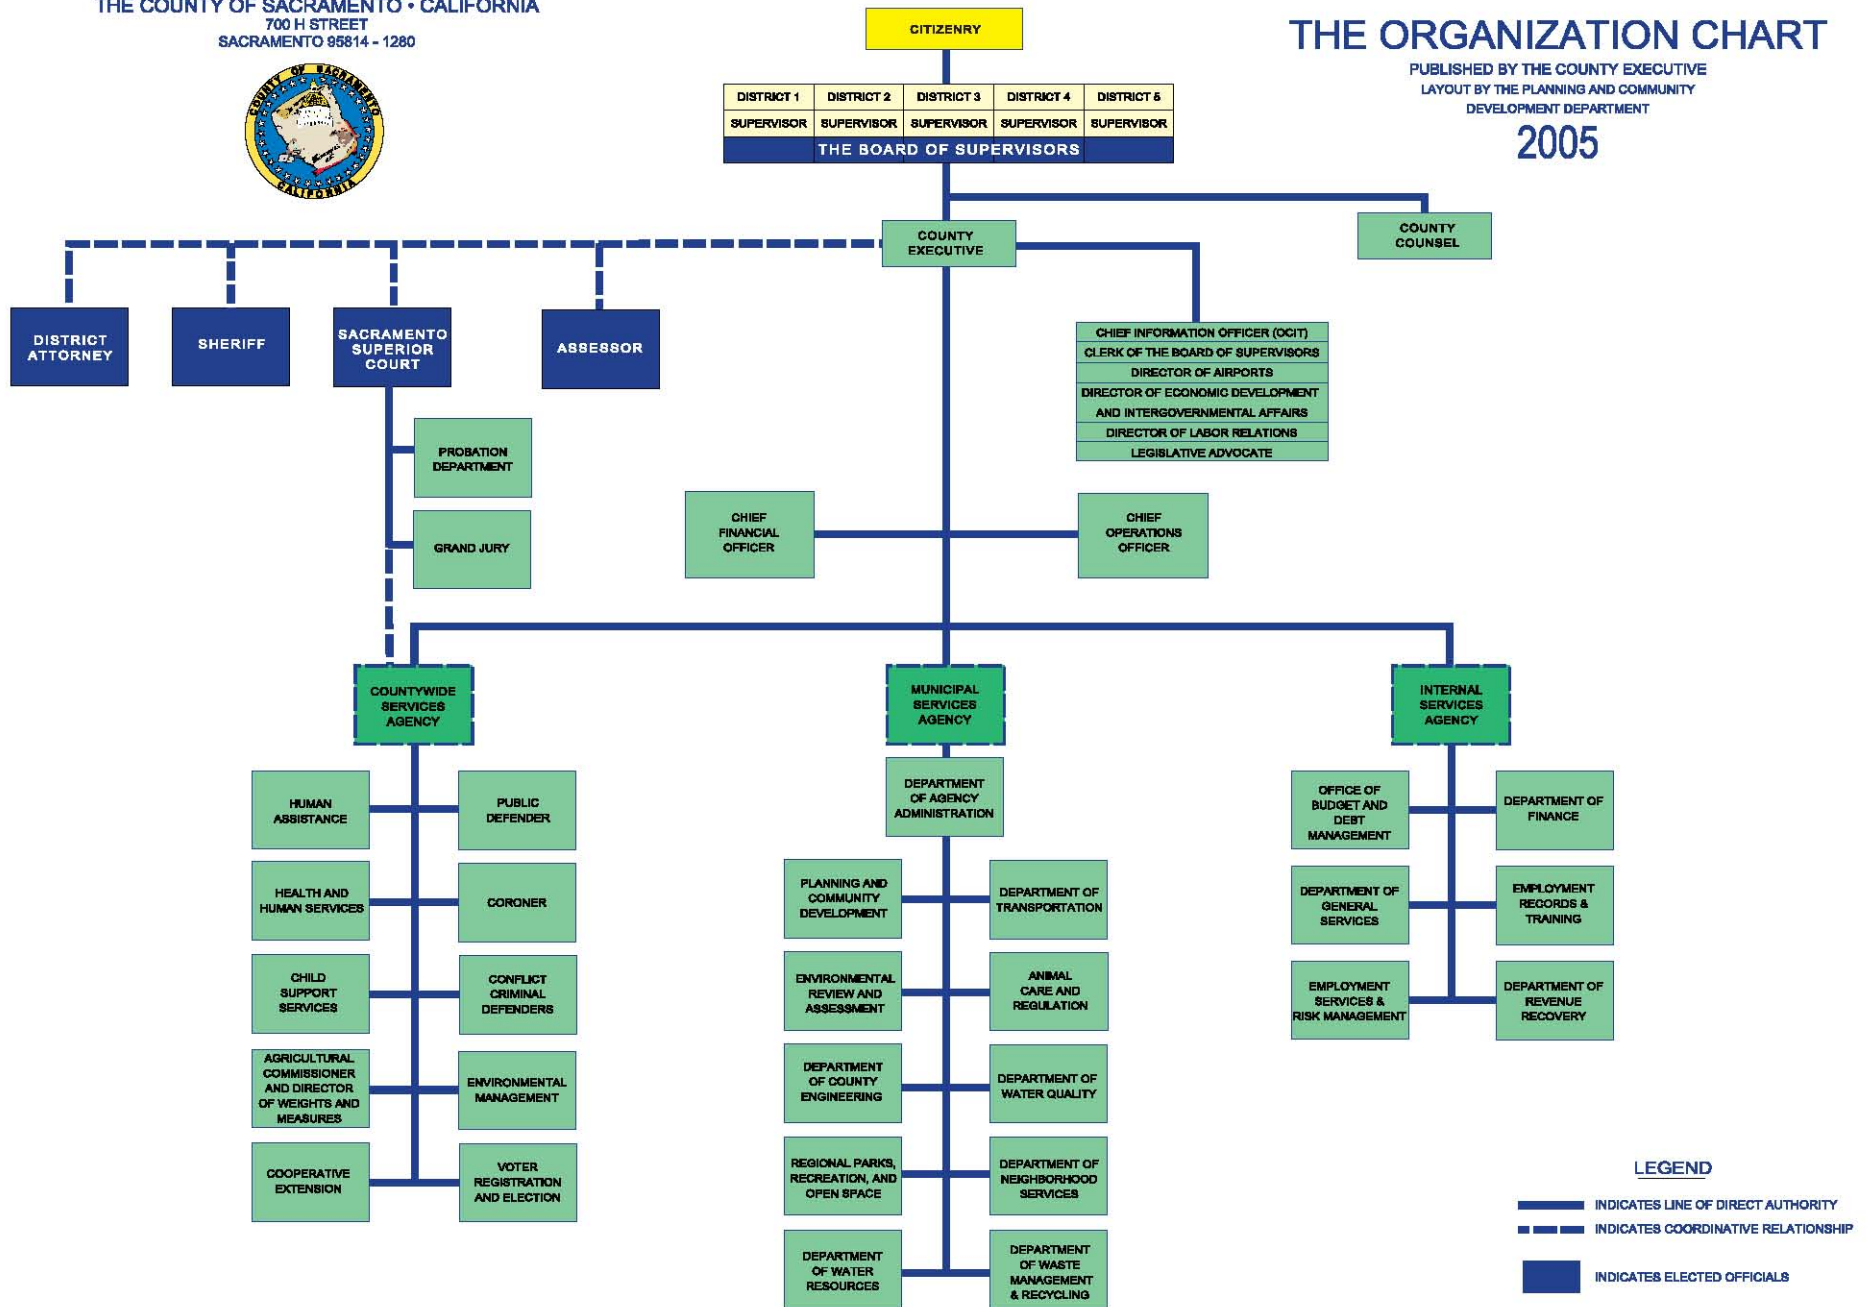 THE COUNTY OF SACRAMENTO • CALIFORNIA
700 H STREET
SACRAMENTO 95814 - 1280
COUNTY OF SACRAMENTO
CALIFORNIA
THE ORGANIZATION CHART
PUBLISHED BY THE COUNTY EXECUTIVE
LAYOUT BY THE PLANNING AND COMMUNITY
DEVELOPMENT DEPARTMENT
2005
CITIZENRY
DISTRICT 1 DISTRICT 2 DISTRICT 3 DISTRICT 4 DISTRICT 5
SUPERVISOR SUPERVISOR SUPERVISOR SUPERVISOR SUPERVISOR
THE BOARD OF SUPERVISORS
COUNTY
EXECUTIVE
COUNTY
COUNSEL
DISTRICT
ATTORNEY
SHERIFF
SACRAMENTO
SUPERIOR
COURT
ASSESSOR
CHIEF INFORMATION OFFICER (OCIT)
CLERK OF THE BOARD OF SUPERVISORS
DIRECTOR OF AIRPORTS
DIRECTOR OF ECONOMIC DEVELOPMENT
AND INTERGOVERNMENTAL AFFAIRS
DIRECTOR OF LABOR RELATIONS
LEGISLATIVE ADVOCATE
PROBATION
DEPARTMENT
GRAND JURY
CHIEF
FINANCIAL
OFFICER
CHIEF
OPERATIONS
OFFICER
COUNTYWIDE
SERVICES
AGENCY
MUNICIPAL
SERVICES
AGENCY
INTERNAL
SERVICES
AGENCY
HUMAN
ASSISTANCE
PUBLIC
DEFENDER
HEALTH AND
HUMAN SERVICES
CORONER
CHILD
SUPPORT
SERVICES
CONFLICT
CRIMINAL
DEFENDERS
AGRICULTURAL
COMMISSIONER
AND DIRECTOR
OF WEIGHTS AND
MEASURES
ENVIRONMENTAL
MANAGEMENT
COOPERATIVE
EXTENSION
VOTER
REGISTRATION
AND ELECTION
DEPARTMENT
OF AGENCY
ADMINISTRATION
PLANNING AND
COMMUNITY
DEVELOPMENT
DEPARTMENT OF
TRANSPORTATION
ENVIRONMENTAL
REVIEW AND
ASSESSMENT
ANIMAL
CARE AND
REGULATION
DEPARTMENT
OF COUNTY
ENGINEERING
DEPARTMENT OF
WATER QUALITY
REGIONAL PARKS,
RECREATION, AND
OPEN SPACE
DEPARTMENT OF
NEIGHBORHOOD
SERVICES
DEPARTMENT
OF WATER
RESOURCES
DEPARTMENT
OF WASTE
MANAGEMENT
& RECYCLING
OFFICE OF
BUDGET AND
DEBT
MANAGEMENT
DEPARTMENT OF
FINANCE
DEPARTMENT OF
GENERAL
SERVICES
EMPLOYMENT
RECORDS &
TRAINING
EMPLOYMENT
SERVICES &
RISK MANAGEMENT
DEPARTMENT OF
REVENUE
RECOVERY
LEGEND
INDICATES LINE OF DIRECT AUTHORITY
INDICATES COORDINATIVE RELATIONSHIP
INDICATES ELECTED OFFICIALS